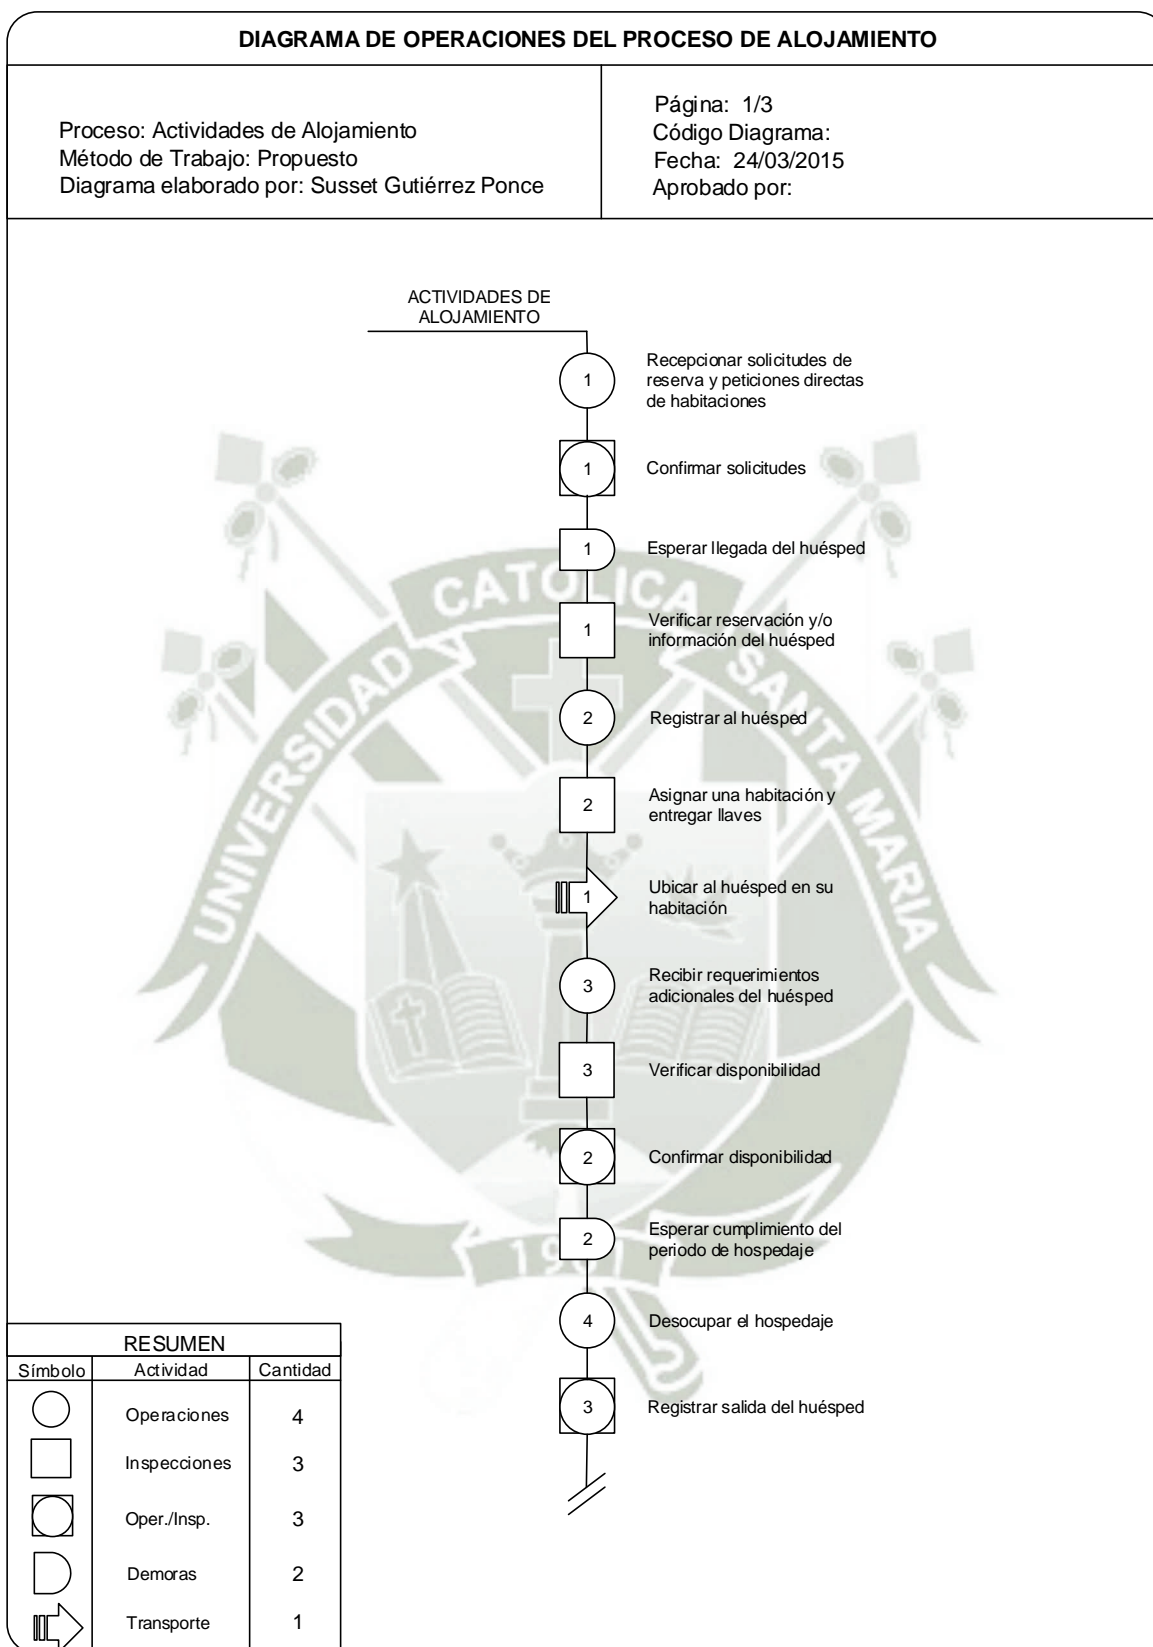 DIAGRAMA DE OPERACIONES DEL PROCESO DE ALOJAMIENTO
Proceso: Actividades de Alojamiento
Método de Trabajo: Propuesto
Diagrama elaborado por: Susset Gutiérrez Ponce
Página: 1/3
Código Diagrama:
Fecha: 24/03/2015
Aprobado por:
ACTIVIDADES DE
ALOJAMIENTO
1
Recepcionar solicitudes de
reserva y peticiones directas
de habitaciones
1
Confirmar solicitudes
1
Esperar llegada del huésped
1
Verificar reservación y/o
información del huésped
2
Registrar al huésped
2
Asignar una habitación y
entregar llaves
1
Ubicar al huésped en su
habitación
3
Recibir requerimientos
adicionales del huésped
3
Verificar disponibilidad
2
Confirmar disponibilidad
2
Esperar cumplimiento del
periodo de hospedaje
4
Desocupar el hospedaje
3
Registrar salida del huésped
RESUMEN
Símbolo Actividad Cantidad
Operaciones 4
Inspecciones 3
Oper./Insp. 3
Demoras 2
Transporte 1
UNIVERSIDAD CATOLICA SANTA MARIA